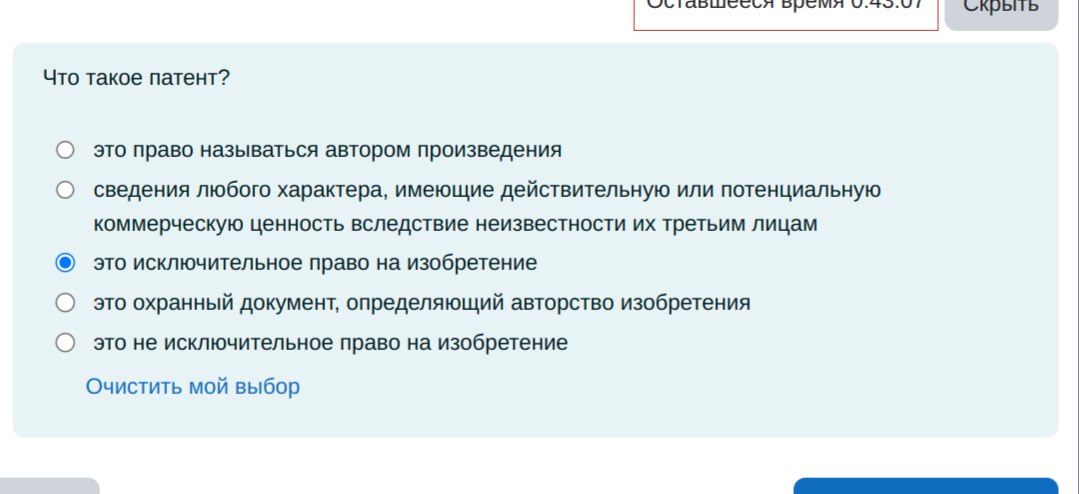 Оставшееся время 0:43:07
Скрыть
Что такое патент?
это право называться автором произведения
сведения любого характера, имеющие действительную или потенциальную
коммерческую ценность вследствие неизвестности их третьим лицам
это исключительное право на изобретение
это охранный документ, определяющий авторство изобретения
это не исключительное право на изобретение
Очистить мой выбор